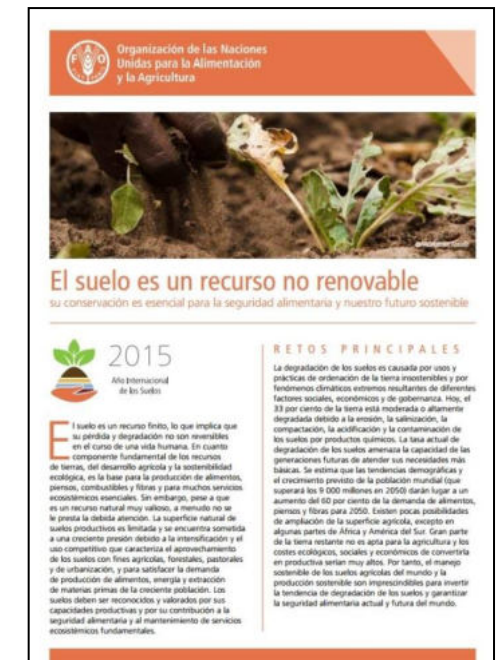 Organización de las Naciones
Unidas para la Alimentación
y la Agricultura
El suelo es un recurso no renovable
su conservación es esencial para la seguridad alimentaria y nuestro futuro sostenible
2015
Año Internacional
de los Suelos
El suelo es un recurso finito, lo que implica que
su pérdida y degradación no son reversibles
en el curso de una vida humana. En cuanto
componente fundamental de los recursos
de tierras, del desarrollo agrícola y la sostenibilidad
ecológica, es la base para la producción de alimentos,
piensos, combustibles y fibras y para muchos servicios
ecosistémicos esenciales. Sin embargo, pese a que
es un recurso natural muy valioso, a menudo no se
le presta la debida atención. La superficie natural de
suelos productivos es limitada y se encuentra sometida
a una creciente presión debido a la intensificación y el
uso competitivo que caracteriza el aprovechamiento
de los suelos con fines agrícolas, forestales, pastorales
y de urbanización, y para satisfacer la demanda
de producción de alimentos, energía y extracción
de materias primas de la creciente población. Los
suelos deben ser reconocidos y valorados por sus
capacidades productivas y por su contribución a la
seguridad alimentaria y al mantenimiento de servicios
ecosistémicos fundamentales.
RETOS PRINCIPALES
La degradación de los suelos es causada por usos y
prácticas de ordenación de la tierra insostenibles y por
fenómenos climáticos extremos resultantes de diferentes
factores sociales, económicos y de gobernanza. Hoy, el
33 por ciento de la tierra está moderada o altamente
degradada debido a la erosión, la salinización, la
compactación, la acidificación y la contaminación de
los suelos por productos químicos. La tasa actual de
degradación de los suelos amenaza la capacidad de las
generaciones futuras de atender sus necesidades más
básicas. Se estima que las tendencias demográficas y
el crecimiento previsto de la población mundial (que
superará los 9 000 millones en 2050) darán lugar a un
aumento del 60 por ciento de la demanda de alimentos,
piensos y fibras para 2050. Existen pocas posibilidades
de ampliación de la superficie agrícola, excepto en
algunas partes de África y América del Sur. Gran parte
de la tierra restante no es apta para la agricultura y los
costes ecológicos, sociales y económicos de convertirla
en productiva serían muy altos. Por tanto, el manejo
sostenible de los suelos agrícolas del mundo y la
producción sostenible son imprescindibles para invertir
la tendencia de degradación de los suelos y garantizar
la seguridad alimentaria actual y futura del mundo.